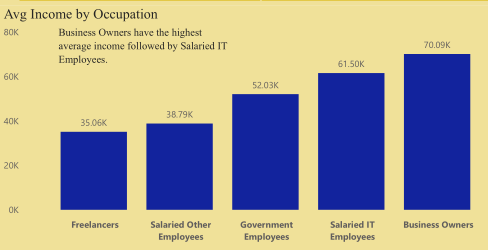 Avg Income by Occupation
Business Owners have the highest
average income followed by Salaried IT
Employees.
80K
60K
40K
20K
0K
35.06K
38.79K
52.03K
61.50K
70.09K
Freelancers
Salaried Other
Employees
Government
Employees
Salaried IT
Employees
Business Owners